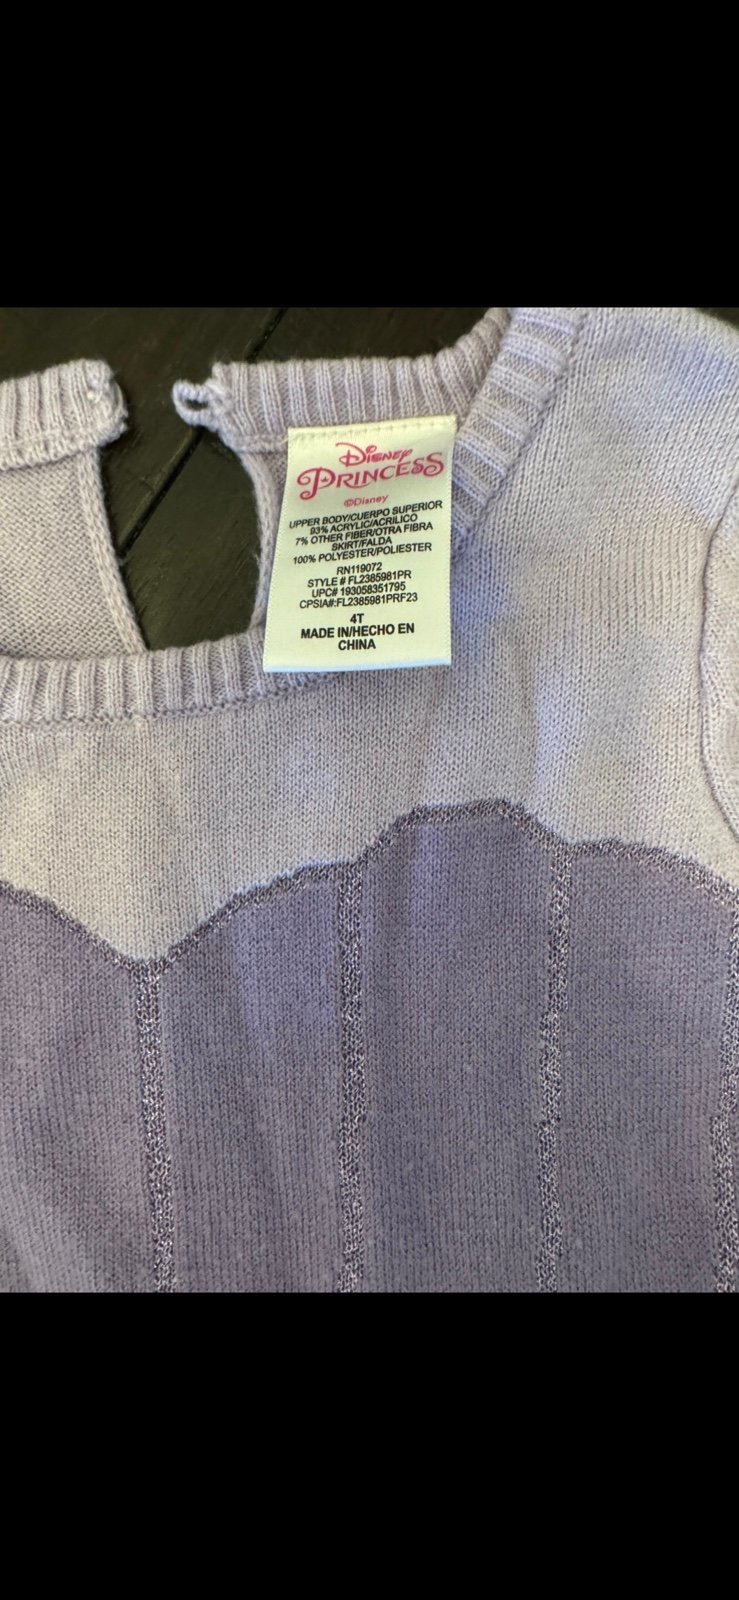 Disney
PRINCESS
©Disney
UPPER BODY/CUERPO SUPERIOR
93% ACRYLIC/ACRILICO
7% OTHER FIBER/OTRA FIBRA
SKIRT/FALDA
100% POLYESTER/POLIESTER
RN119072
STYLE # FL2385981PR
UPC# 193058351795
CPSIA#:FL2385981PRF23
4T
MADE IN/HECHO EN
CHINA